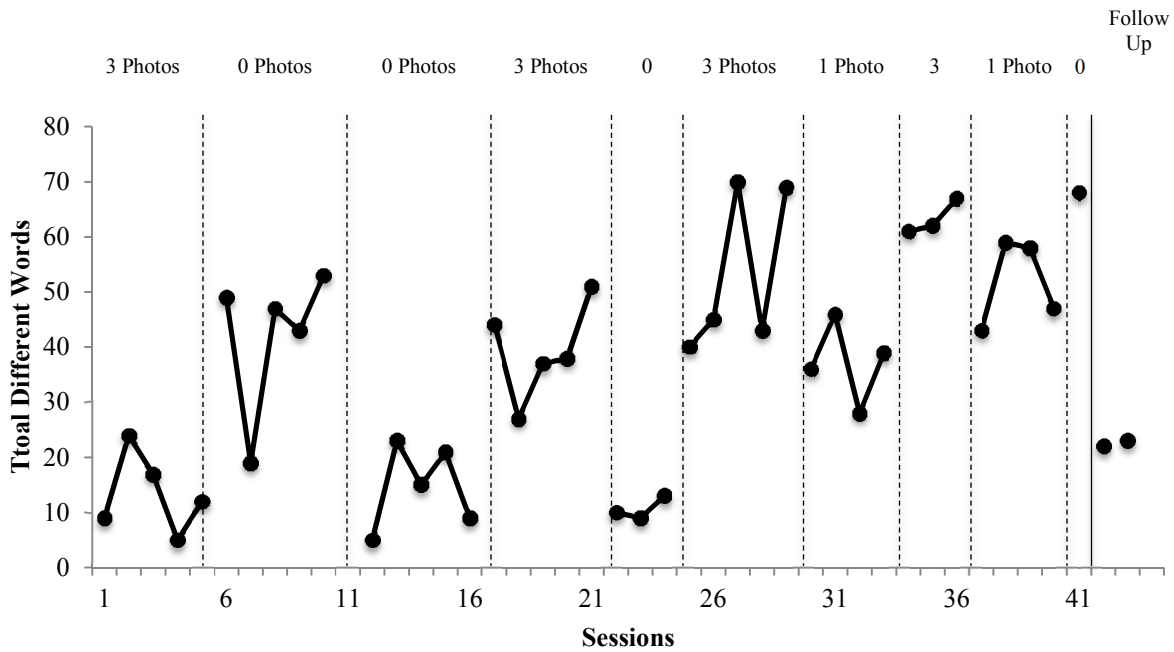 Follow
Up
3 Photos 0 Photos 0 Photos 3 Photos 0 3 Photos 1 Photo 3 1 Photo 0
80
70
60
50
40
30
20
10
0
Ttoal Different Words
1 6 11 16 21 26 31 36 41
Sessions